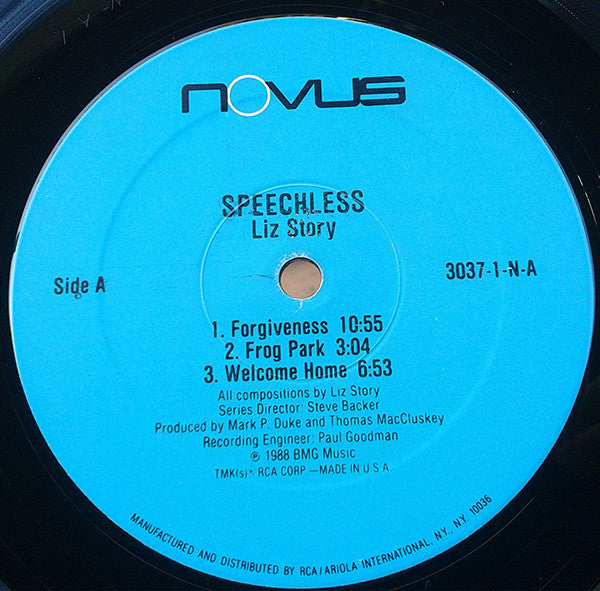 NOVUS
SPEECHLESS
Liz Story
Side A
3037-1-N-A
1. Forgiveness 10:55
2. Frog Park 3:04
3. Welcome Home 6:53
All compositions by Liz Story
Series Director: Steve Backer
Produced by Mark P. Duke and Thomas MacCluskey
Recording Engineer: Paul Goodman
℗ 1988 BMG Music
TMK(s)® RCA CORP.—MADE IN U.S.A.
MANUFACTURED AND DISTRIBUTED BY RCA/ARIOLA INTERNATIONAL, N.Y., N.Y. 10036